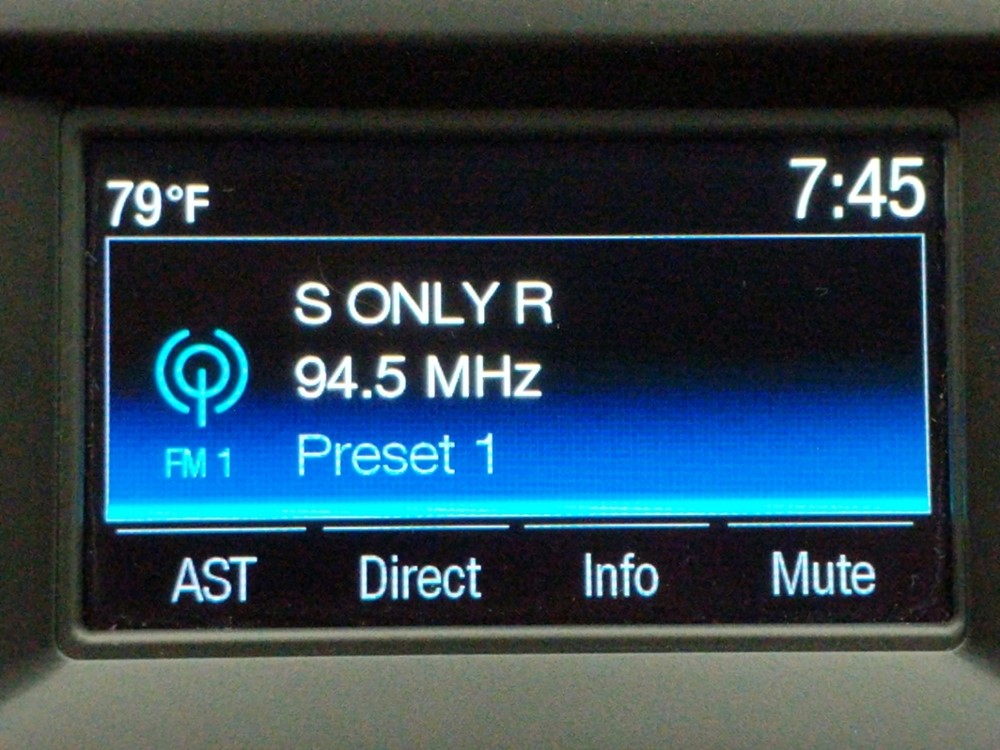 79°F
7:45
S ONLY R
94.5 MHz
FM 1
Preset 1
AST
Direct
Info
Mute